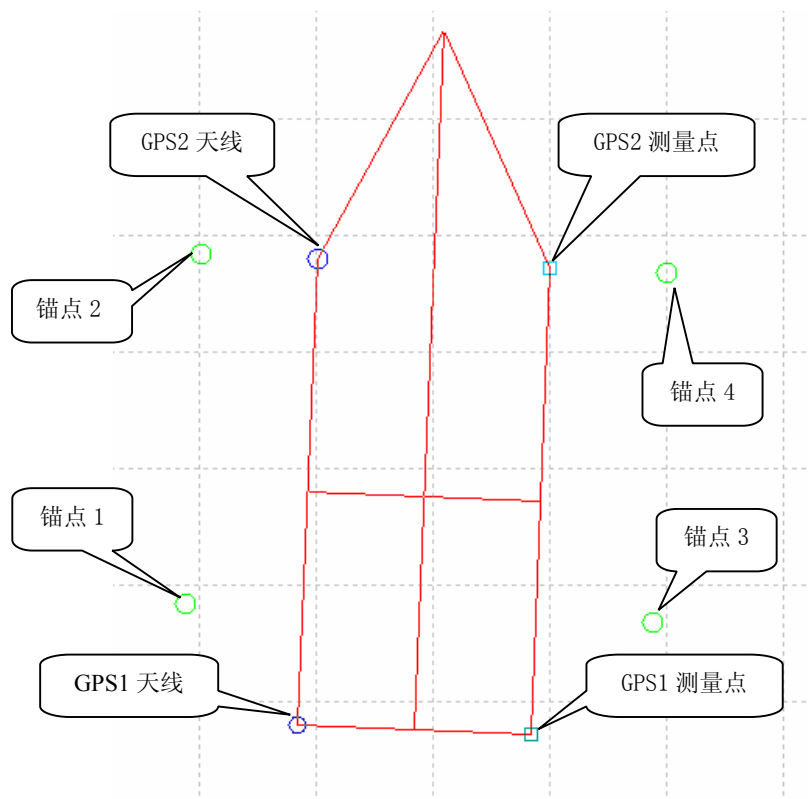 GPS2 天线
GPS2 测量点
锚点 2
锚点 4
锚点 1
锚点 3
GPS1 天线
GPS1 测量点